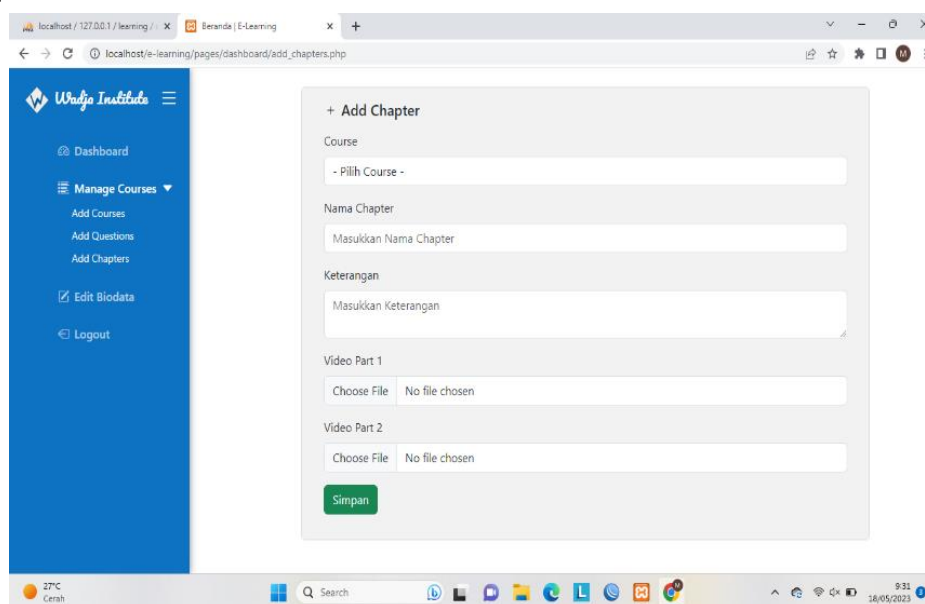 localhost / 127.0.0.1 / learning /
Beranda | E-Learning
localhost/e-learning/pages/dashboard/add_chapters.php
M
Wadja Institute
Dashboard
Manage Courses
Add Courses
Add Questions
Add Chapters
Edit Biodata
Logout
+ Add Chapter
Course
- Pilih Course -
Nama Chapter
Masukkan Nama Chapter
Keterangan
Masukkan Keterangan
Video Part 1
Choose File No file chosen
Video Part 2
Choose File No file chosen
Simpan
27°C
Cerah
Search
9:31
18/05/2023